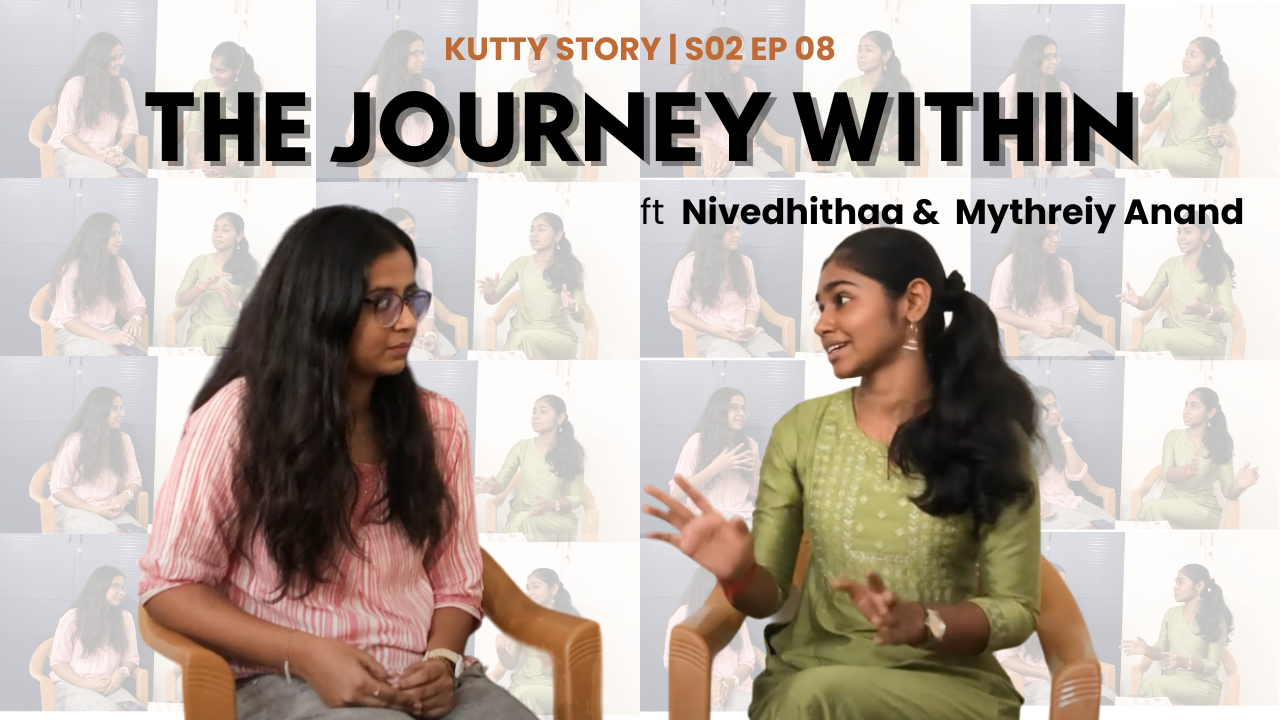 KUTTY STORY | S02 EP 08
THE JOURNEY WITHIN
ft Nivedhithaa & Mythreiy Anand